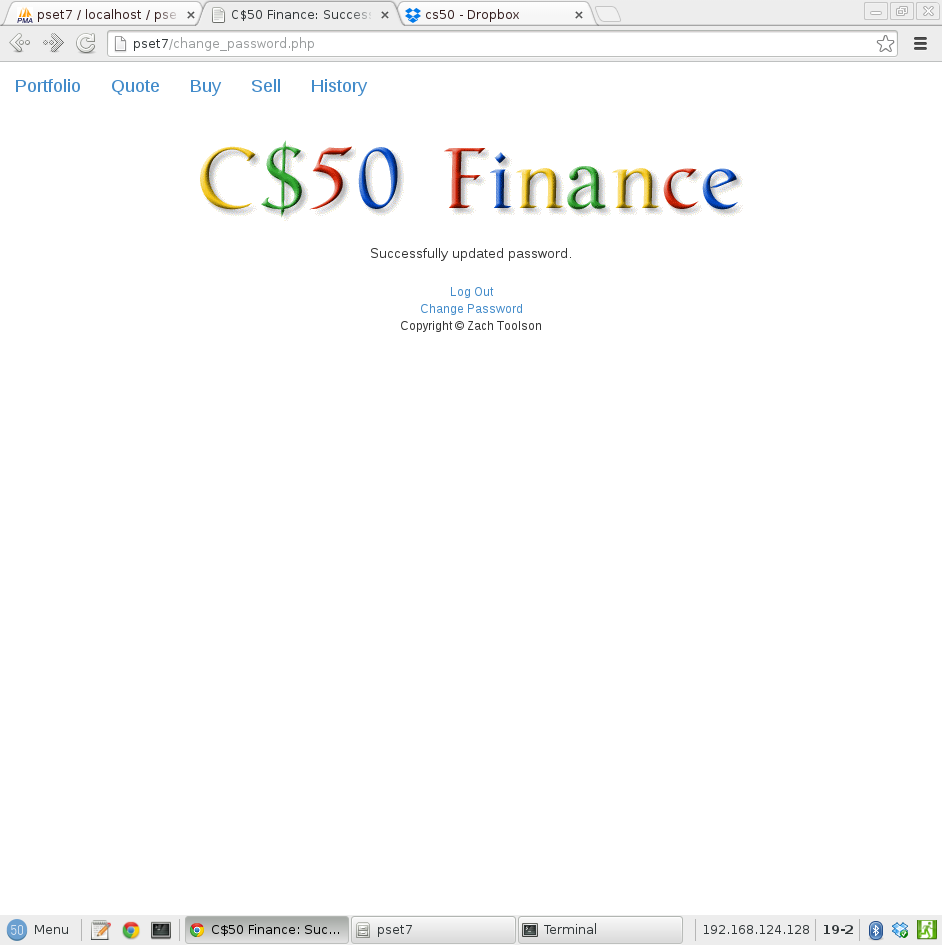 pset7 / localhost / pse
C$50 Finance: Success
cs50 - Dropbox
pset7/change_password.php
Portfolio Quote Buy Sell History
C$50 Finance
Successfully updated password.
Log Out
Change Password
Copyright © Zach Toolson
50 Menu C$50 Finance: Suc... pset7 Terminal 192.168.124.128 19-2